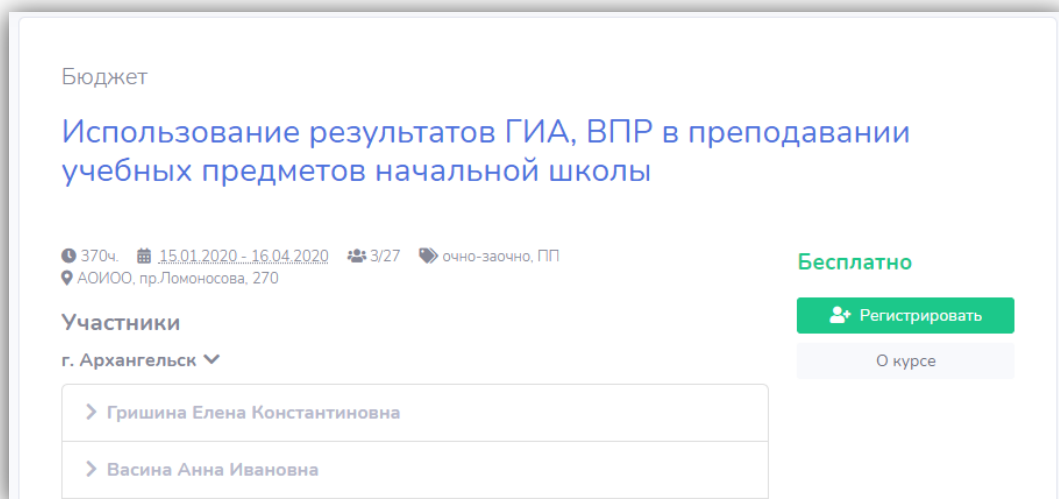 Бюджет
Использование результатов ГИА, ВПР в преподавании
учебных предметов начальной школы
370ч. 15.01.2020 - 16.04.2020 3/27 очно-заочно, ПП
АОИОО, пр.Ломоносова, 270
Бесплатно
Регистрировать
О курсе
Участники
г. Архангельск
Гришина Елена Константиновна
Васина Анна Ивановна